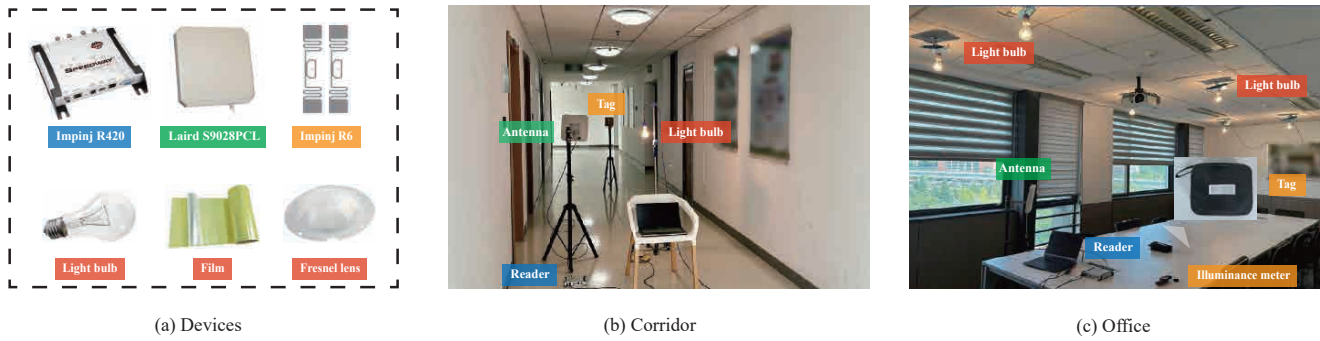 SPEEDWAY
Impinj R420
Laird S9028PCL
Impinj R6
Light bulb
Film
Fresnel lens
(a) Devices
Tag
Antenna
Light bulb
Reader
(b) Corridor
Light bulb
Light bulb
Antenna
Tag
Reader
Illuminance meter
(c) Office